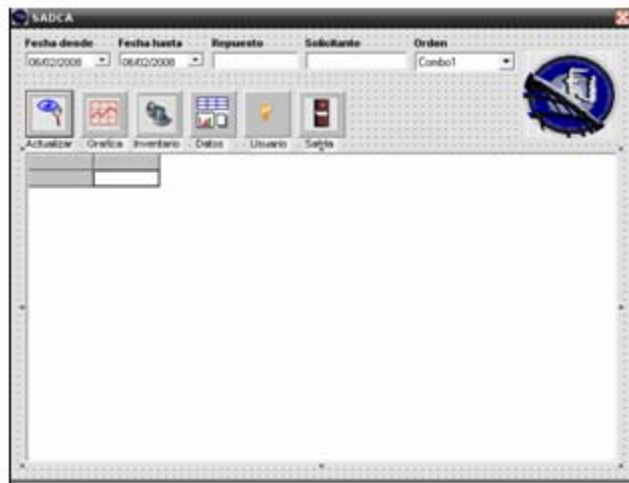 SADCA
Fecha desde Fecha hasta Repuesto Solicitante Orden
06/02/2008 06/02/2008 Combo1
Actualizar Grafica Inventario Datos Usuario Salida